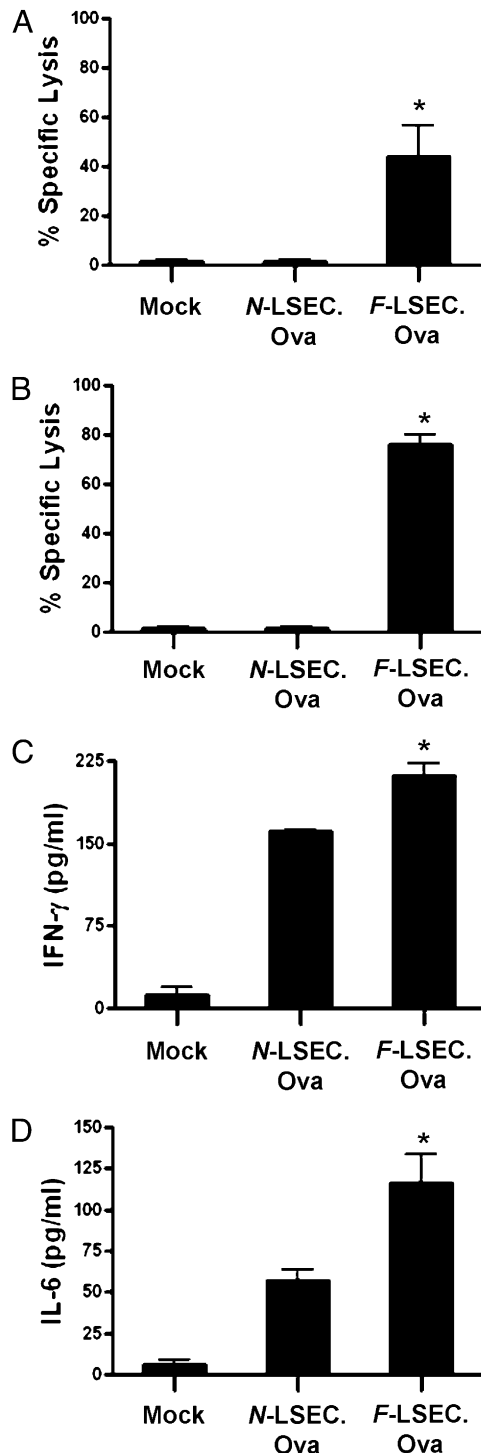 A
% Specific Lysis
100
80
60
40
20
0
*
Mock
N-LSEC.
Ova
F-LSEC.
Ova
B
% Specific Lysis
100
80
60
40
20
0
*
Mock
N-LSEC.
Ova
F-LSEC.
Ova
C
IFN-γ (pg/ml)
225
150
75
0
*
Mock
N-LSEC.
Ova
F-LSEC.
Ova
D
IL-6 (pg/ml)
150
125
100
75
50
25
0
*
Mock
N-LSEC.
Ova
F-LSEC.
Ova